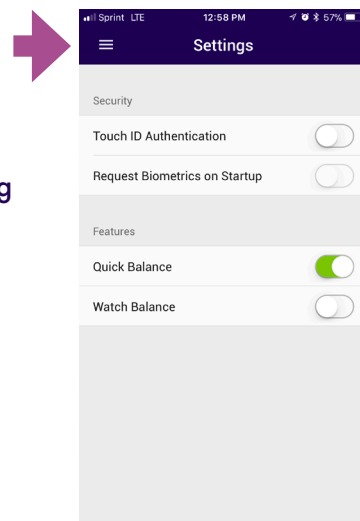 Sprint LTE 12:58 PM 57%
Settings
Security
Touch ID Authentication
Request Biometrics on Startup
g
Features
Quick Balance
Watch Balance